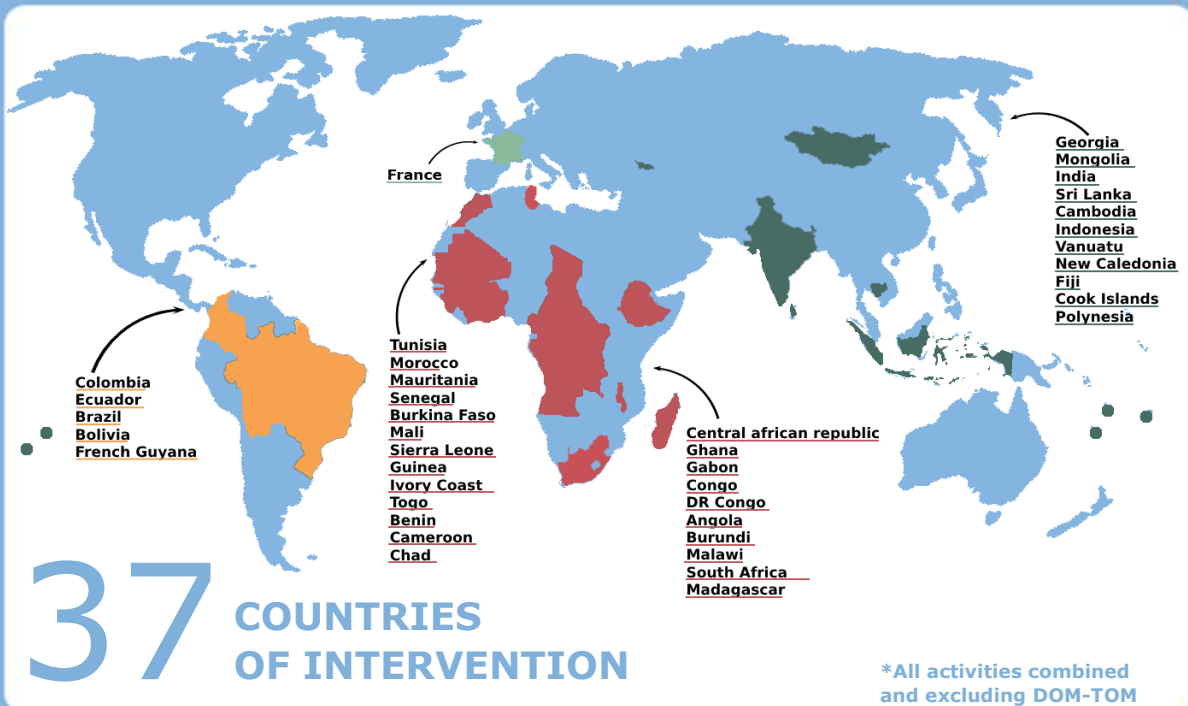 Georgia
Mongolia
India
Sri Lanka
Cambodia
Indonesia
Vanuatu
New Caledonia
Fiji
Cook Islands
Polynesia
France
Colombia
Ecuador
Brazil
Bolivia
French Guyana
Tunisia
Morocco
Mauritania
Senegal
Burkina Faso
Mali
Sierra Leone
Guinea
Ivory Coast
Togo
Benin
Cameroon
Chad
Central african republic
Ghana
Gabon
Congo
DR Congo
Angola
Burundi
Malawi
South Africa
Madagascar
37
COUNTRIES
OF INTERVENTION
*All activities combined
and excluding DOM-TOM